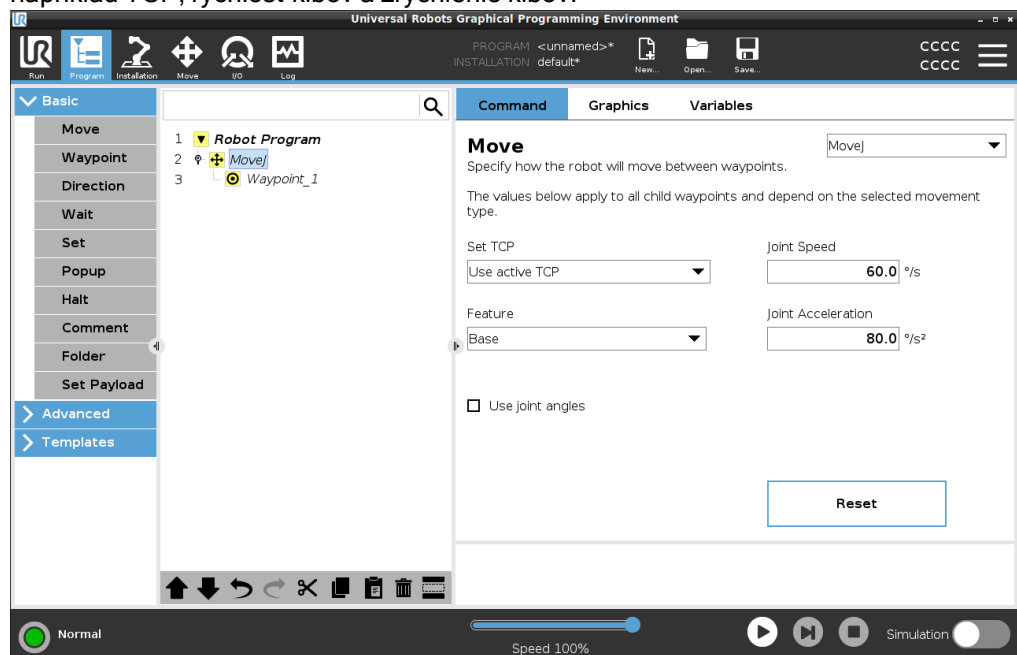 napríklad TCP, rýchlosť kĺbov a zrýchlenie kĺbov.
Universal Robots Graphical Programming Environment
UR
Run
Program
Installation
Move
I/O
Log
PROGRAM <unnamed>*
INSTALLATION default*
New...
Open...
Save...
CCCC
CCCC
Basic
Move
Waypoint
Direction
Wait
Set
Popup
Halt
Comment
Folder
Set Payload
Advanced
Templates
1 Robot Program
2 MoveJ
3 Waypoint_1
Command Graphics Variables
Move
MoveJ
Specify how the robot will move between waypoints.
The values below apply to all child waypoints and depend on the selected movement
type.
Set TCP
Joint Speed
Use active TCP
60.0 °/s
Feature
Joint Acceleration
Base
80.0 °/s²
Use joint angles
Reset
Normal
Speed 100%
Simulation